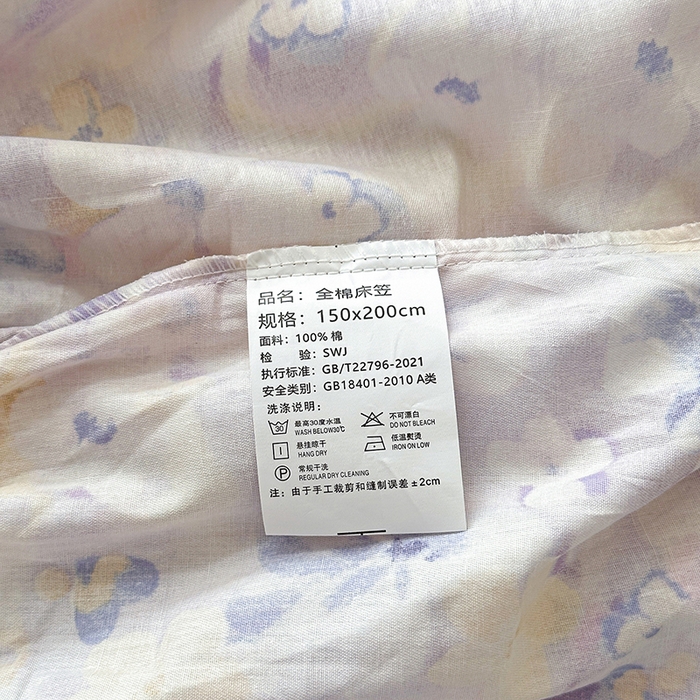 品名：全棉床笠
规格：150x200cm
面料：100% 棉
检　　验：SWJ
执行标准：GB/T22796-2021
安全类别：GB18401-2010 A类
洗涤说明：
30 最高30度水温 不可漂白
WASH BELOW30℃ DO NOT BLEACH
悬挂晾干 低温熨烫
HANG DRY IRON ON LOW
P 常规干洗
REGULAR DRY CLEANING
注：由于手工裁剪和缝制误差±2cm